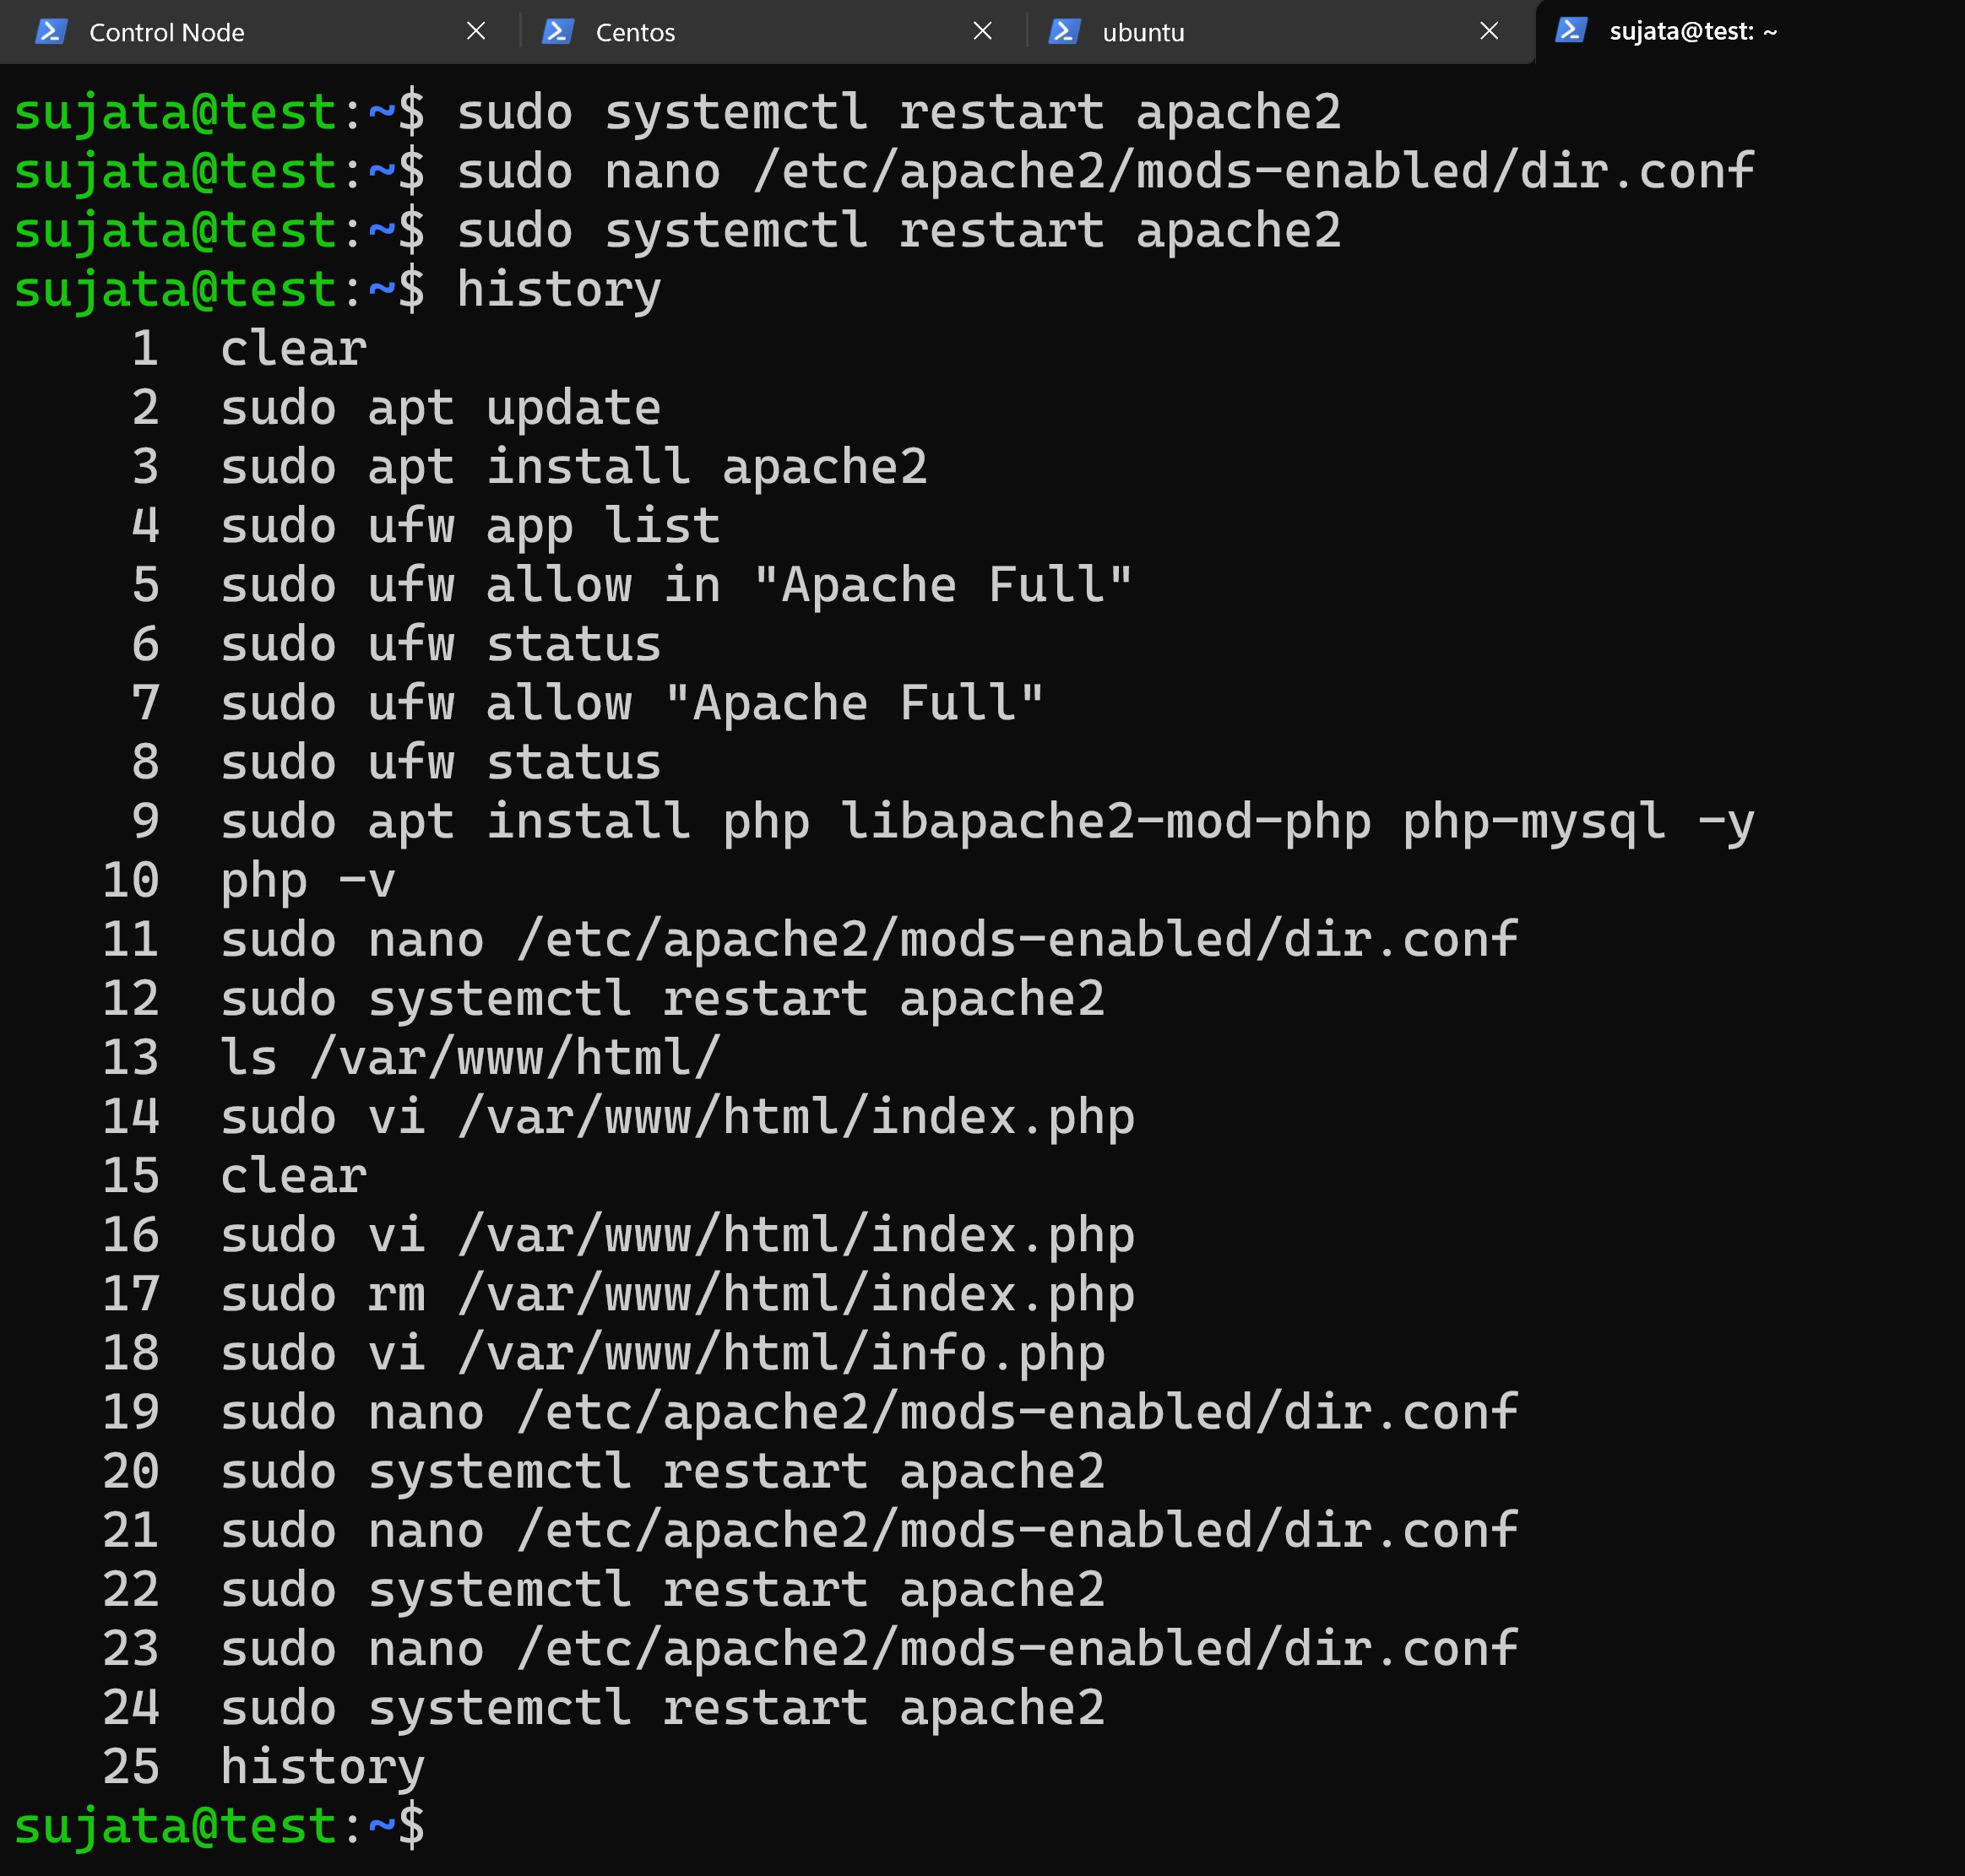 Control Node Centos ubuntu sujata@test: ~
sujata@test:~$ sudo systemctl restart apache2
sujata@test:~$ sudo nano /etc/apache2/mods-enabled/dir.conf
sujata@test:~$ sudo systemctl restart apache2
sujata@test:~$ history
1 clear
2 sudo apt update
3 sudo apt install apache2
4 sudo ufw app list
5 sudo ufw allow in "Apache Full"
6 sudo ufw status
7 sudo ufw allow "Apache Full"
8 sudo ufw status
9 sudo apt install php libapache2-mod-php php-mysql -y
10 php -v
11 sudo nano /etc/apache2/mods-enabled/dir.conf
12 sudo systemctl restart apache2
13 ls /var/www/html/
14 sudo vi /var/www/html/index.php
15 clear
16 sudo vi /var/www/html/index.php
17 sudo rm /var/www/html/index.php
18 sudo vi /var/www/html/info.php
19 sudo nano /etc/apache2/mods-enabled/dir.conf
20 sudo systemctl restart apache2
21 sudo nano /etc/apache2/mods-enabled/dir.conf
22 sudo systemctl restart apache2
23 sudo nano /etc/apache2/mods-enabled/dir.conf
24 sudo systemctl restart apache2
25 history
sujata@test:~$